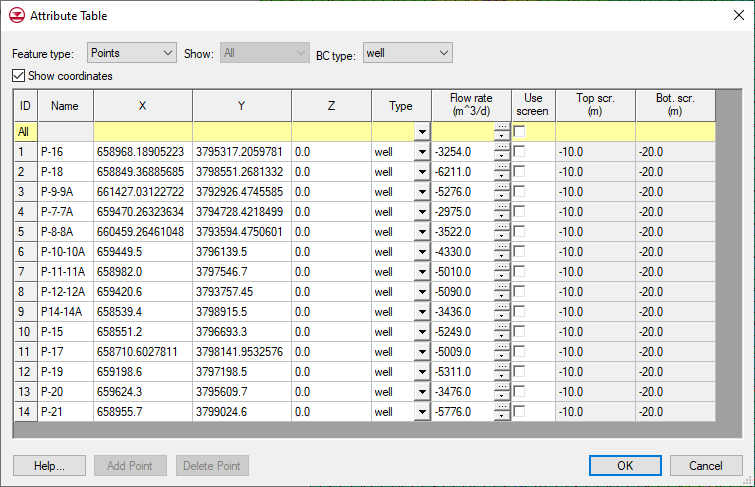 Attribute Table
Feature type: Points Show: All BC type: well
Show coordinates
ID Name X Y Z Type Flow rate (m^3/d) Use screen Top scr. (m) Bot. scr. (m)
All
1 P-16 658968.18905223 3795317.2059781 0.0 well -3254.0 -10.0 -20.0
2 P-18 658849.36885685 3798551.2681332 0.0 well -6211.0 -10.0 -20.0
3 P-9-9A 661427.03122722 3792926.4745585 0.0 well -5276.0 -10.0 -20.0
4 P-7-7A 659470.26323634 3794728.4218499 0.0 well -2975.0 -10.0 -20.0
5 P-8-8A 660459.26461048 3793594.4750601 0.0 well -3522.0 -10.0 -20.0
6 P-10-10A 659449.5 3796139.5 0.0 well -4330.0 -10.0 -20.0
7 P-11-11A 658982.0 3797546.7 0.0 well -5010.0 -10.0 -20.0
8 P-12-12A 659420.6 3793757.45 0.0 well -5090.0 -10.0 -20.0
9 P14-14A 658539.4 3798915.5 0.0 well -3436.0 -10.0 -20.0
10 P-15 658551.2 3796693.3 0.0 well -5249.0 -10.0 -20.0
11 P-17 658710.6027811 3798141.9532576 0.0 well -5009.0 -10.0 -20.0
12 P-19 659198.6 3797198.5 0.0 well -5311.0 -10.0 -20.0
13 P-20 659624.3 3795609.7 0.0 well -3476.0 -10.0 -20.0
14 P-21 658955.7 3799024.6 0.0 well -5776.0 -10.0 -20.0
Help... Add Point Delete Point OK Cancel